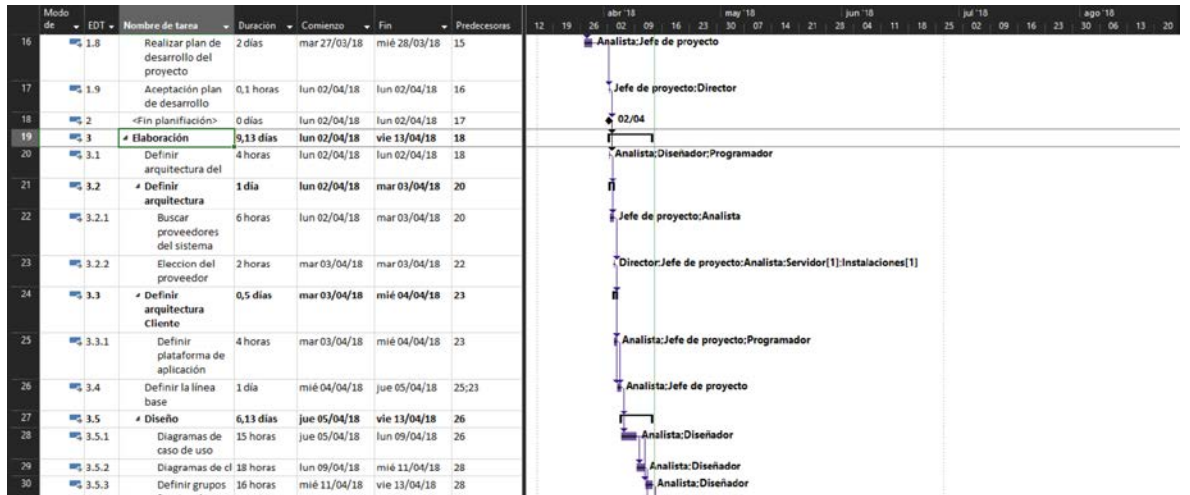 Modo de EDT Nombre de tarea Duración Comienzo Fin Predecesoras
abr '18 may '18 jun '18 jul '18 ago '18
12 19 26 02 09 16 23 30 07 14 21 28 04 11 18 25 02 09 16 23 30 06 13 20
16 1.8 Realizar plan de 2 días mar 27/03/18 mié 28/03/18 15 Analista;Jefe de proyecto
desarrollo del
proyecto
17 1.9 Aceptación plan 0,1 horas lun 02/04/18 lun 02/04/18 16 Jefe de proyecto;Director
de desarrollo
18 2 <Fin planifiación> 0 días lun 02/04/18 lun 02/04/18 17 02/04
19 3 Elaboración 9,13 días lun 02/04/18 vie 13/04/18 18
20 3.1 Definir 4 horas lun 02/04/18 lun 02/04/18 18 Analista;Diseñador;Programador
arquitectura del
21 3.2 Definir 1 día lun 02/04/18 mar 03/04/18 20
arquitectura
22 3.2.1 Buscar 6 horas lun 02/04/18 mar 03/04/18 20 Jefe de proyecto;Analista
proveedores
del sistema
23 3.2.2 Eleccion del 2 horas mar 03/04/18 mar 03/04/18 22 Director;Jefe de proyecto;Analista;Servidor[1];Instalaciones[1]
proveedor
24 3.3 Definir 0,5 días mar 03/04/18 mié 04/04/18 23
arquitectura
Cliente
25 3.3.1 Definir 4 horas mar 03/04/18 mié 04/04/18 23 Analista;Jefe de proyecto;Programador
plataforma de
aplicación
26 3.4 Definir la línea 1 día mié 04/04/18 jue 05/04/18 25;23 Analista;Jefe de proyecto
base
27 3.5 Diseño 6,13 días jue 05/04/18 vie 13/04/18 26
28 3.5.1 Diagramas de 15 horas jue 05/04/18 lun 09/04/18 26 Analista;Diseñador
caso de uso
29 3.5.2 Diagramas de cl 18 horas lun 09/04/18 mié 11/04/18 28 Analista;Diseñador
30 3.5.3 Definir grupos 16 horas mié 11/04/18 vie 13/04/18 28 Analista;Diseñador